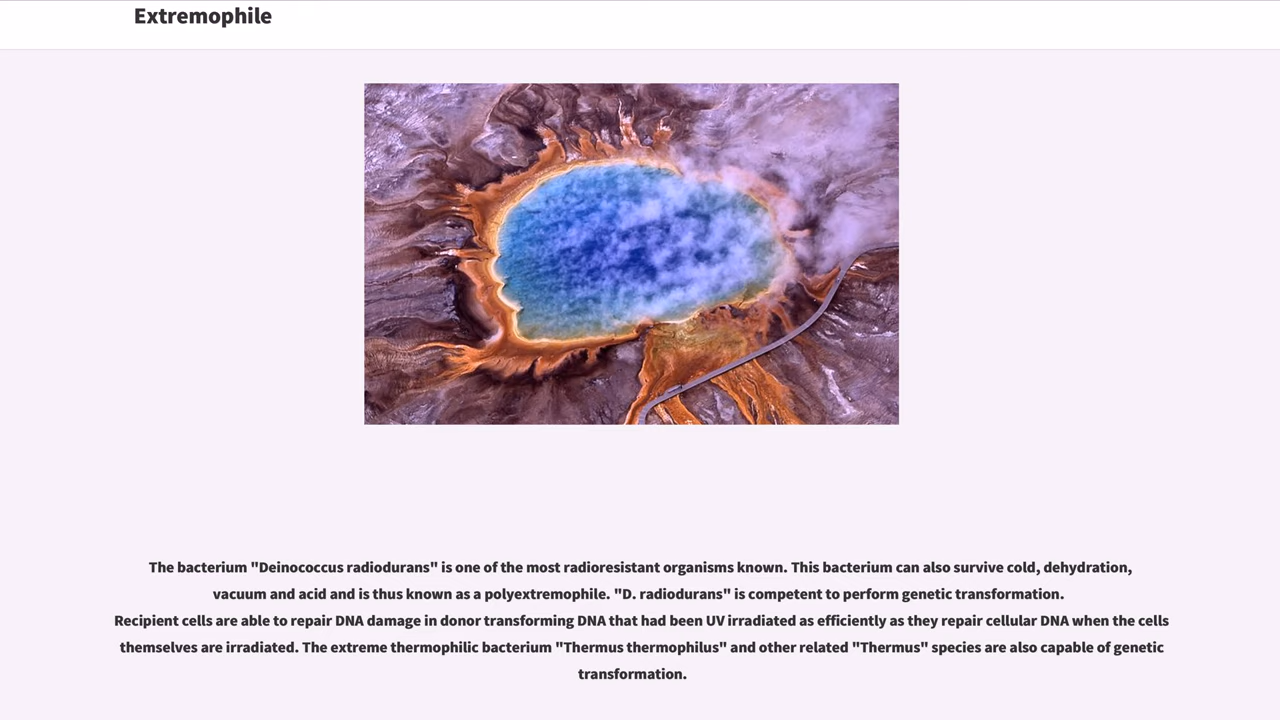 Extremophile
The bacterium "Deinococcus radiodurans" is one of the most radioresistant organisms known. This bacterium can also survive cold, dehydration,
vacuum and acid and is thus known as a polyextremophile. "D. radiodurans" is competent to perform genetic transformation.
Recipient cells are able to repair DNA damage in donor transforming DNA that had been UV irradiated as efficiently as they repair cellular DNA when the cells
themselves are irradiated. The extreme thermophilic bacterium "Thermus thermophilus" and other related "Thermus" species are also capable of genetic
transformation.